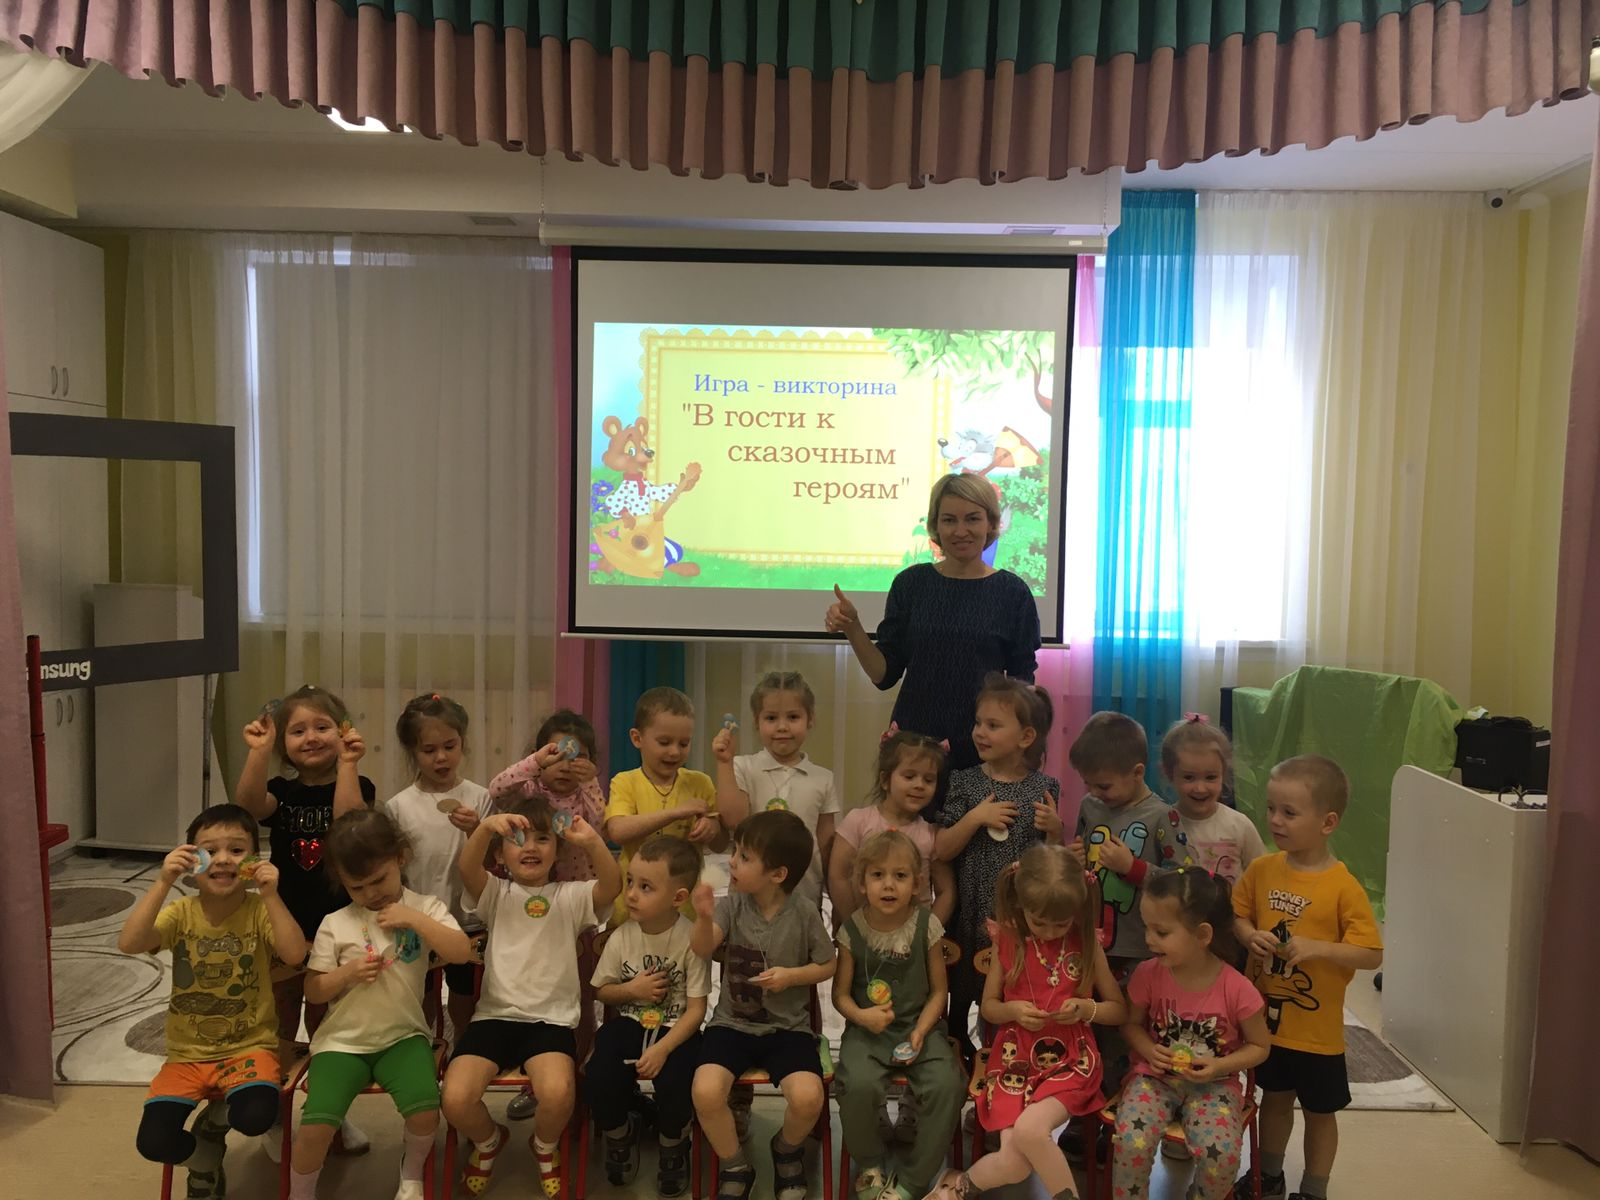 Игра - викторина
"В гости к
сказочным
героям"
msung
LOONEY
TUNES